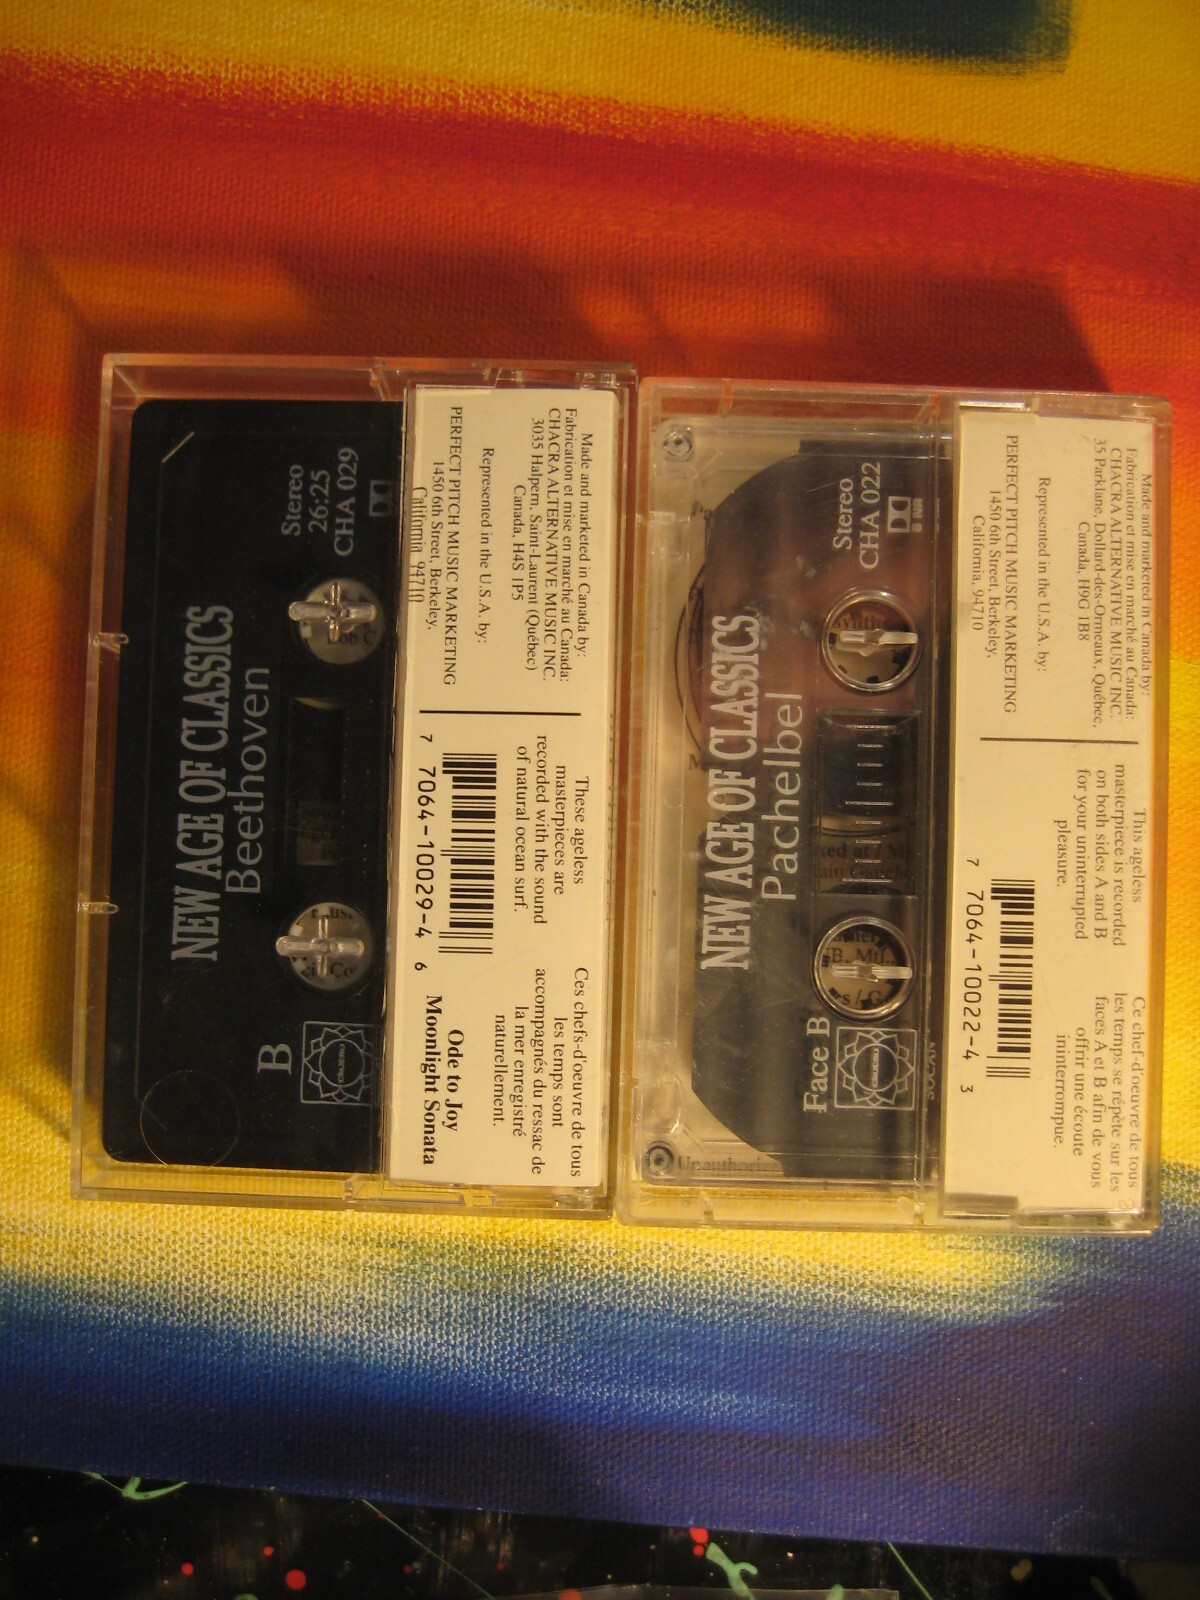 NEW AGE OF CLASSICS
Beethoven
Stereo
26:25
CHA 029
B
Made and marketed in Canada by:
Fabrication et mise en marché au Canada:
CHACRA ALTERNATIVE MUSIC INC.
3035 Halpern, Saint-Laurent (Québec)
Canada, H4S 1P5
Represented in the U.S.A. by:
PERFECT PITCH MUSIC MARKETING
1450 6th Street, Berkeley,
California 94710
These ageless
masterpieces are
recorded with the sound
of natural ocean surf.
7 7064-10029-4 6
Ces chefs-d'oeuvre de tous
les temps sont
accompagnés du ressac de
la mer enregistré
naturellement.
Ode to Joy
Moonlight Sonata
NEW AGE OF CLASSICS
Pachelbel
Stereo
CHA 022
Face B
Unauthoriz
Made and marketed in Canada by:
Fabrication et mise en marché au Canada:
CHACRA ALTERNATIVE MUSIC INC.
35 Parklane, Dollard-des-Ormeaux, Québec,
Canada, H9G 1B8
Represented in the U.S.A. by:
PERFECT PITCH MUSIC MARKETING
1450 6th Street, Berkeley,
California, 94710
This ageless
masterpiece is recorded
on both sides A and B
for your uninterrupted
pleasure.
7 7064-10022-4 3
Ce chef-d'oeuvre de tous
les temps se répète sur les
faces A et B afin de vous
offrir une écoute
ininterrompue.